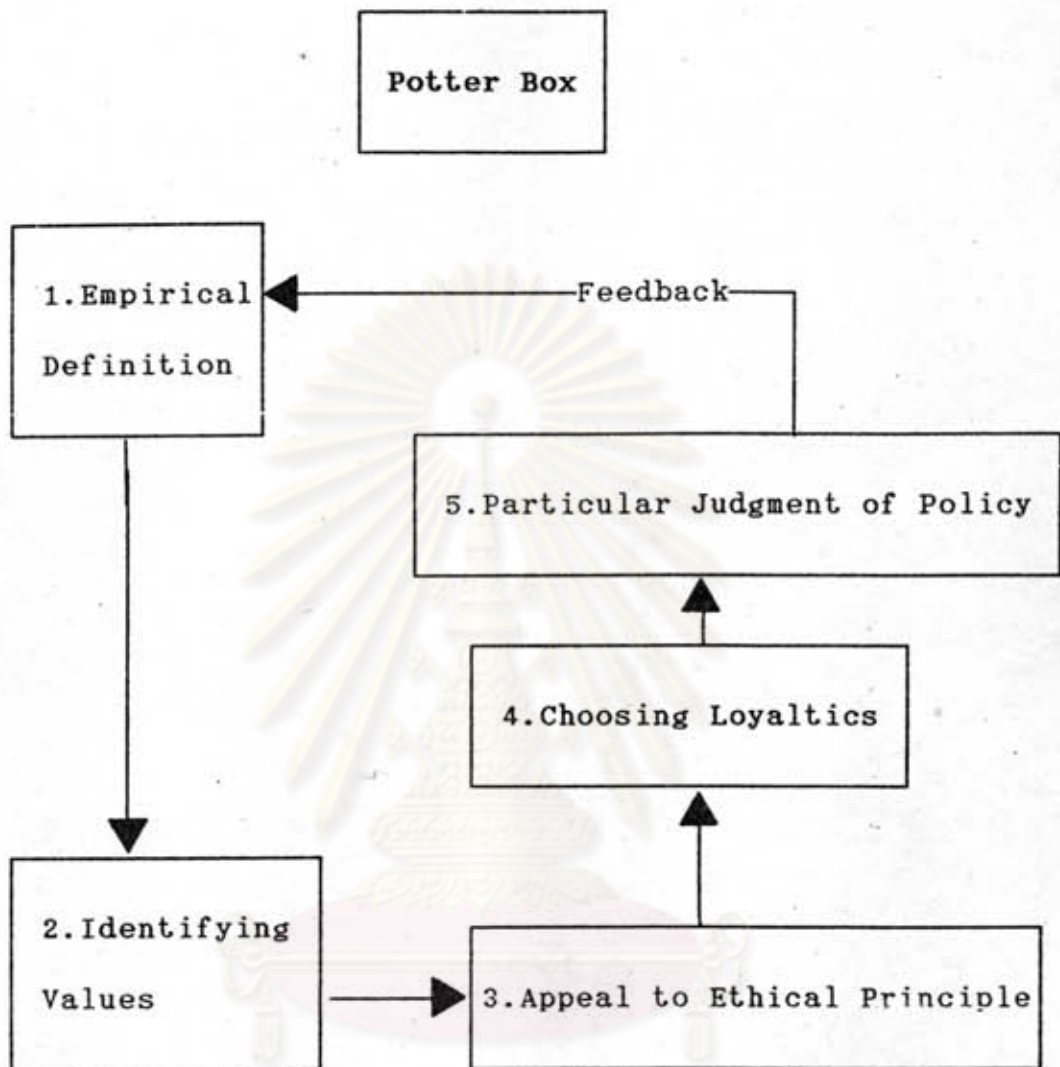 Potter Box
1.Empirical
Definition
Feedback
5.Particular Judgment of Policy
4.Choosing Loyaltics
2.Identifying
Values
3.Appeal to Ethical Principle